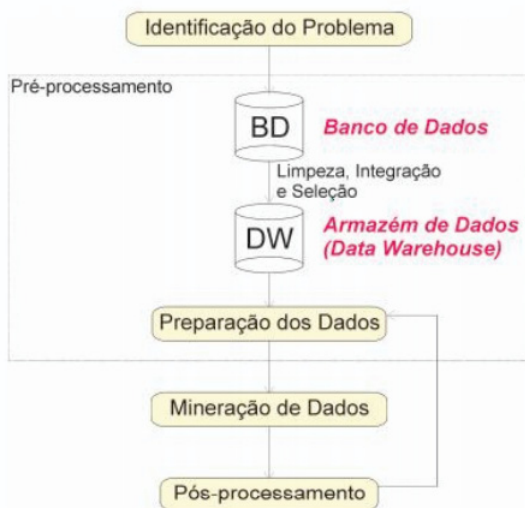 Identificação do Problema
Pré-processamento
BD
Banco de Dados
Limpeza, Integração
e Seleção
DW
Armazém de Dados
(Data Warehouse)
Preparação dos Dados
Mineração de Dados
Pós-processamento